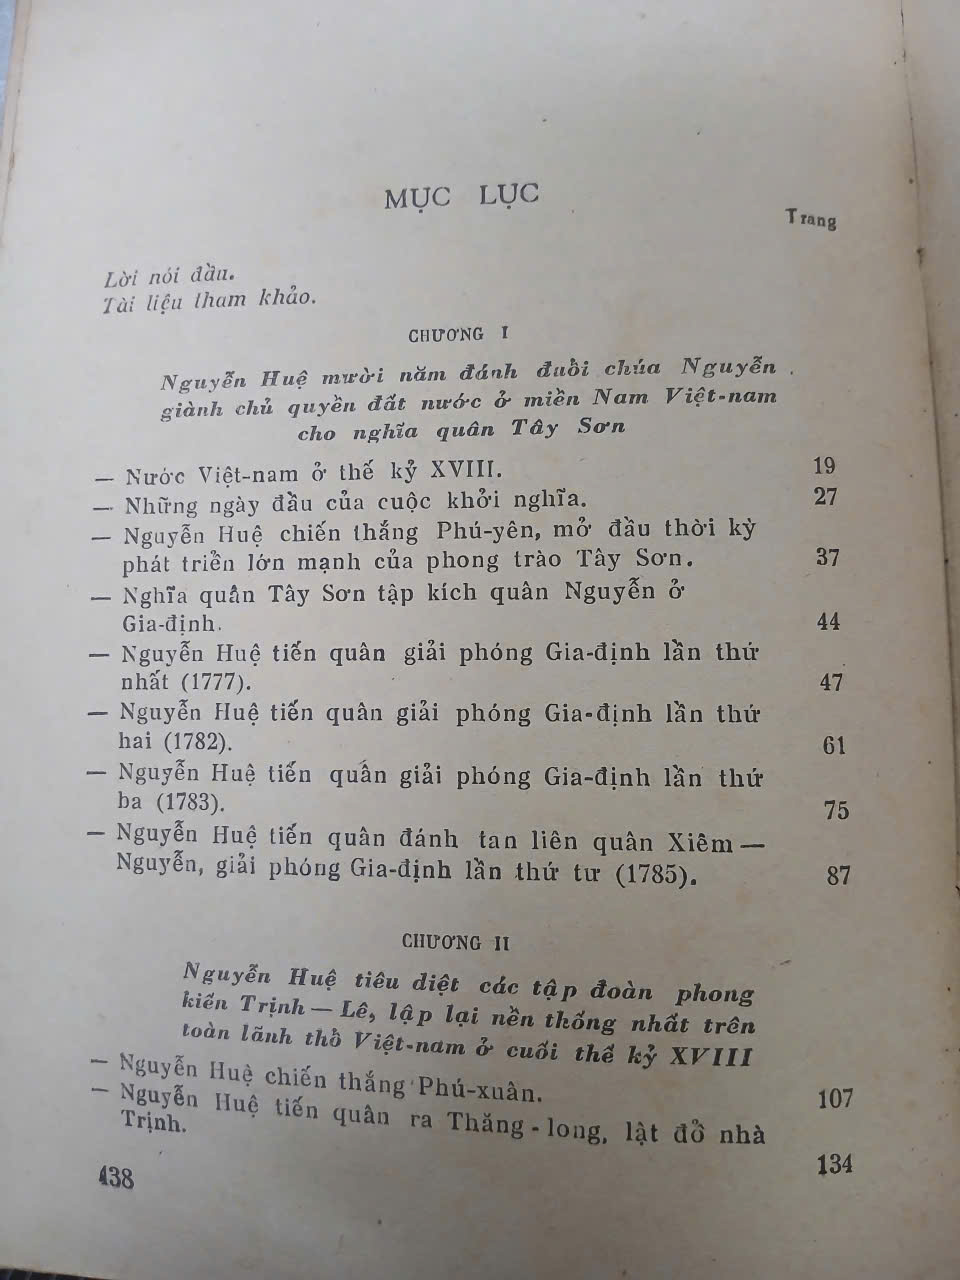 MỤC LỤC
Trang
Lời nói đầu.
Tài liệu tham khảo.
CHƯƠNG I
Nguyễn Huệ mười năm đánh đuổi chúa Nguyễn
giành chủ quyền đất nước ở miền Nam Việt-nam
cho nghĩa quân Tây Sơn
— Nước Việt-nam ở thế kỷ XVIII. 19
— Những ngày đầu của cuộc khởi nghĩa. 27
— Nguyễn Huệ chiến thắng Phú-yên, mở đầu thời kỳ
phát triển lớn mạnh của phong trào Tây Sơn. 37
— Nghĩa quân Tây Sơn tập kích quân Nguyễn ở
Gia-định. 44
— Nguyễn Huệ tiến quân giải phóng Gia-định lần thứ
nhất (1777). 47
— Nguyễn Huệ tiến quân giải phóng Gia-định lần thứ
hai (1782). 61
— Nguyễn Huệ tiến quân giải phóng Gia-định lần thứ
ba (1783). 75
— Nguyễn Huệ tiến quân đánh tan liên quân Xiêm —
Nguyễn, giải phóng Gia-định lần thứ tư (1785). 87
CHƯƠNG II
Nguyễn Huệ tiêu diệt các tập đoàn phong
kiến Trịnh — Lê, lập lại nền thống nhất trên
toàn lãnh thổ Việt-nam ở cuối thế kỷ XVIII
— Nguyễn Huệ chiến thắng Phú-xuân. 107
— Nguyễn Huệ tiến quân ra Thăng-long, lật đổ nhà
Trịnh. 134
438